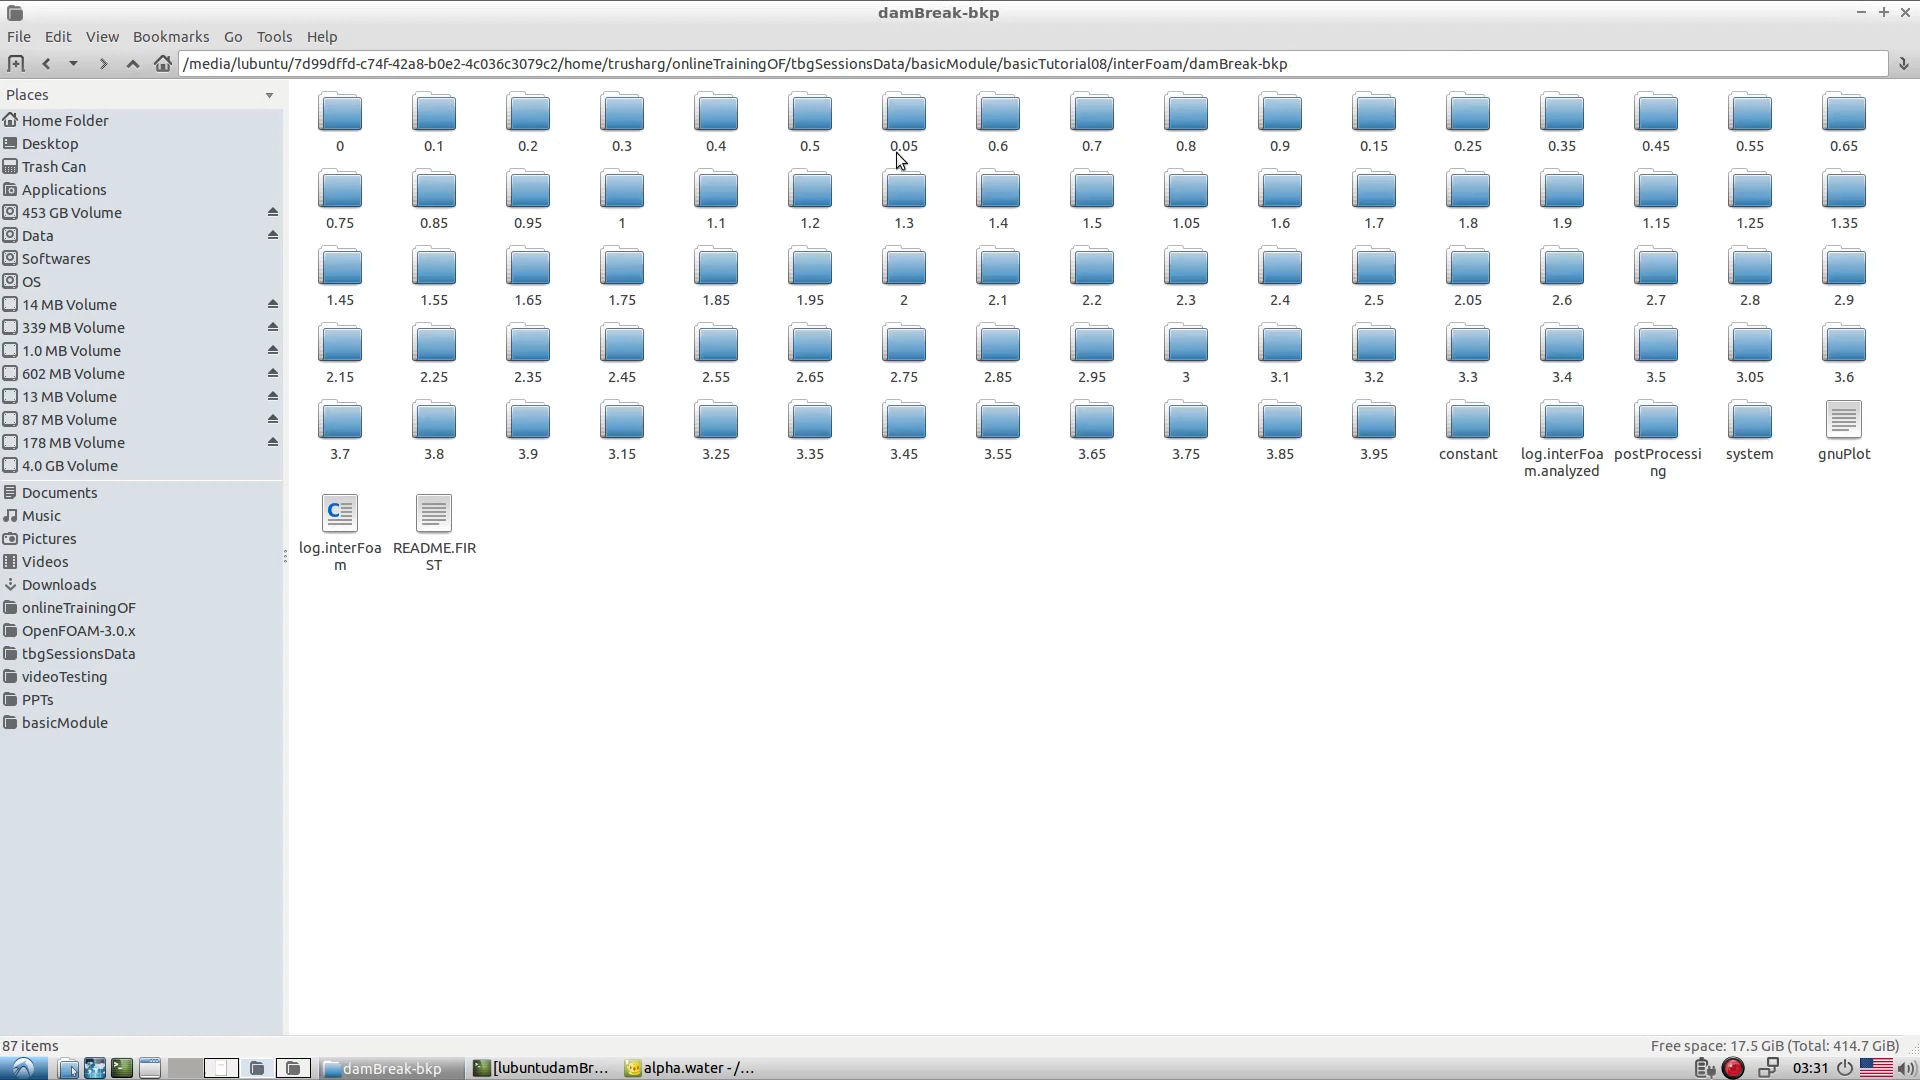 damBreak-bkp
File Edit View Bookmarks Go Tools Help
/media/lubuntu/7d99dffd-c74f-42a8-b0e2-4c036c3079c2/home/trusharg/onlineTrainingOF/tbgSessionsData/basicModule/basicTutorial08/interFoam/damBreak-bkp
Places
Home Folder
Desktop
Trash Can
Applications
453 GB Volume
Data
Softwares
OS
14 MB Volume
339 MB Volume
1.0 MB Volume
602 MB Volume
13 MB Volume
87 MB Volume
178 MB Volume
4.0 GB Volume
Documents
Music
Pictures
Videos
Downloads
onlineTrainingOF
OpenFOAM-3.0.x
tbgSessionsData
videoTesting
PPTs
basicModule
0 0.1 0.2 0.3 0.4 0.5 0.05 0.6 0.7 0.8 0.9 0.15 0.25 0.35 0.45 0.55 0.65
0.75 0.85 0.95 1 1.1 1.2 1.3 1.4 1.5 1.05 1.6 1.7 1.8 1.9 1.15 1.25 1.35
1.45 1.55 1.65 1.75 1.85 1.95 2 2.1 2.2 2.3 2.4 2.5 2.05 2.6 2.7 2.8 2.9
2.15 2.25 2.35 2.45 2.55 2.65 2.75 2.85 2.95 3 3.1 3.2 3.3 3.4 3.5 3.05 3.6
3.7 3.8 3.9 3.15 3.25 3.35 3.45 3.55 3.65 3.75 3.85 3.95 constant log.interFoa postProcessi system gnuPlot
m.analyzed ng
log.interFoa README.FIR
m ST
87 items
Free space: 17.5 GiB (Total: 414.7 GiB)
damBreak-bkp [lubuntudamBr... alpha.water - /... 03:31